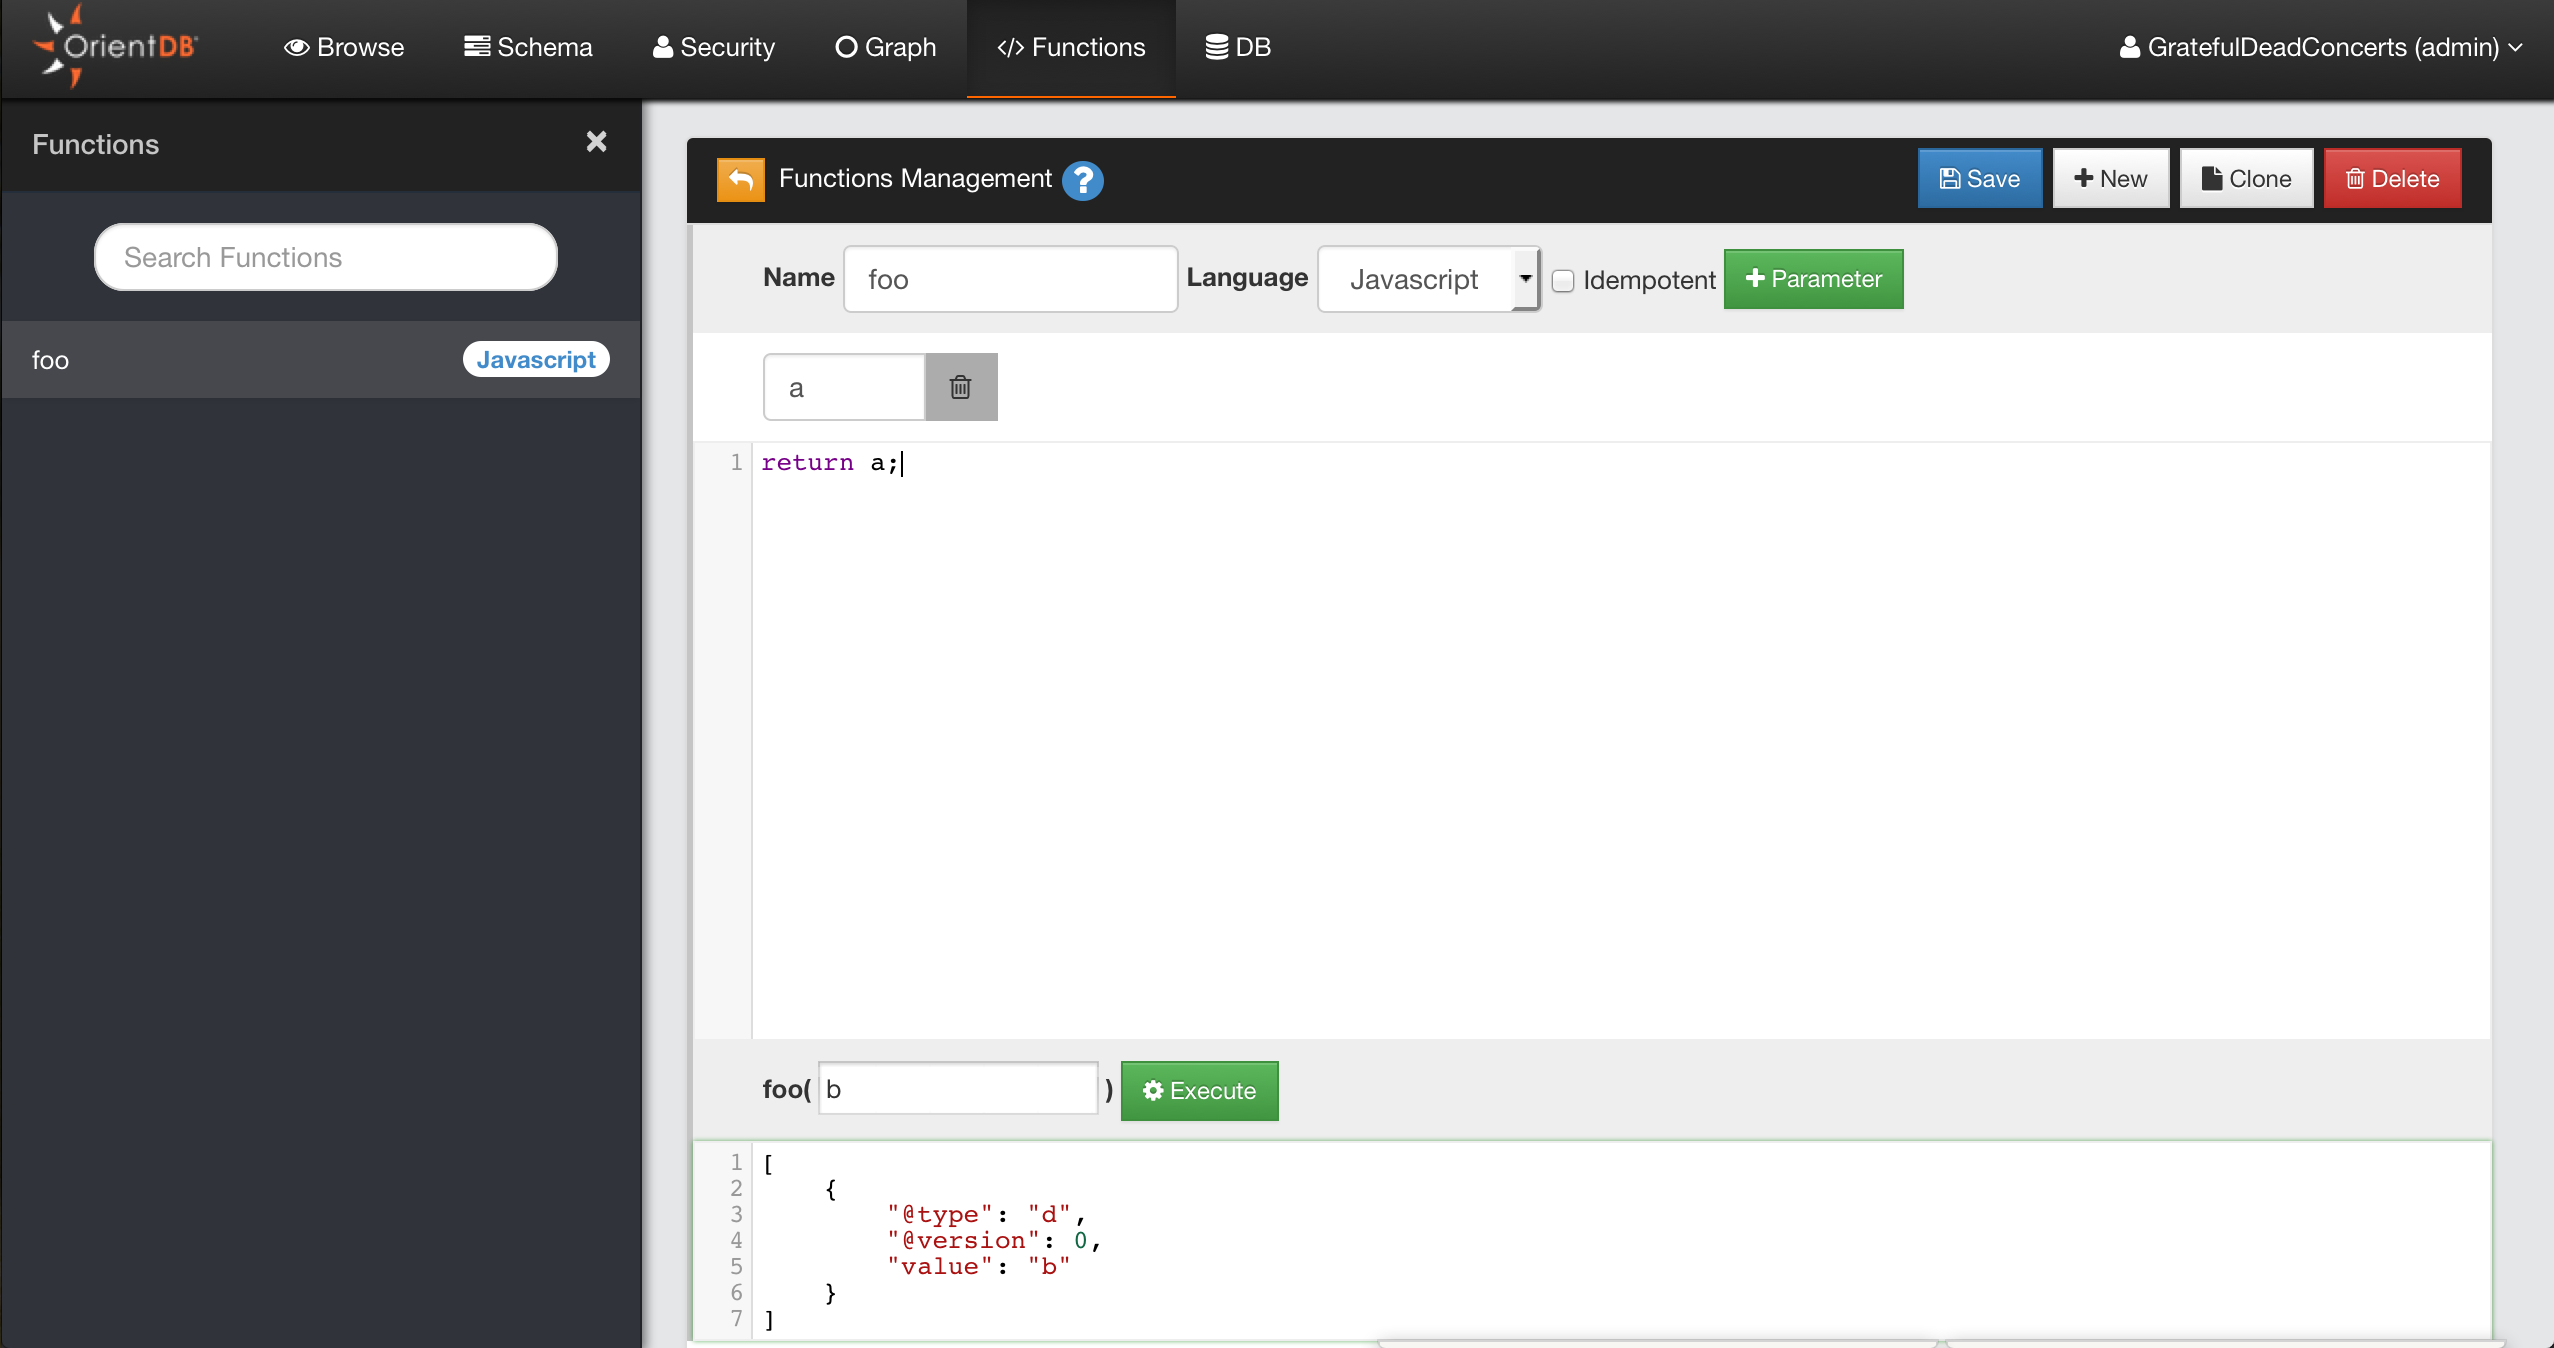 OrientDB Browse Schema Security Graph </> Functions DB GratefulDeadConcerts (admin)
Functions
Search Functions
foo Javascript
Functions Management ? Save New Clone Delete
Name foo Language Javascript Idempotent Parameter
a
1 return a;
foo( b ) Execute
1 [
2 {
3 "@type": "d",
4 "@version": 0,
5 "value": "b"
6 }
7 ]